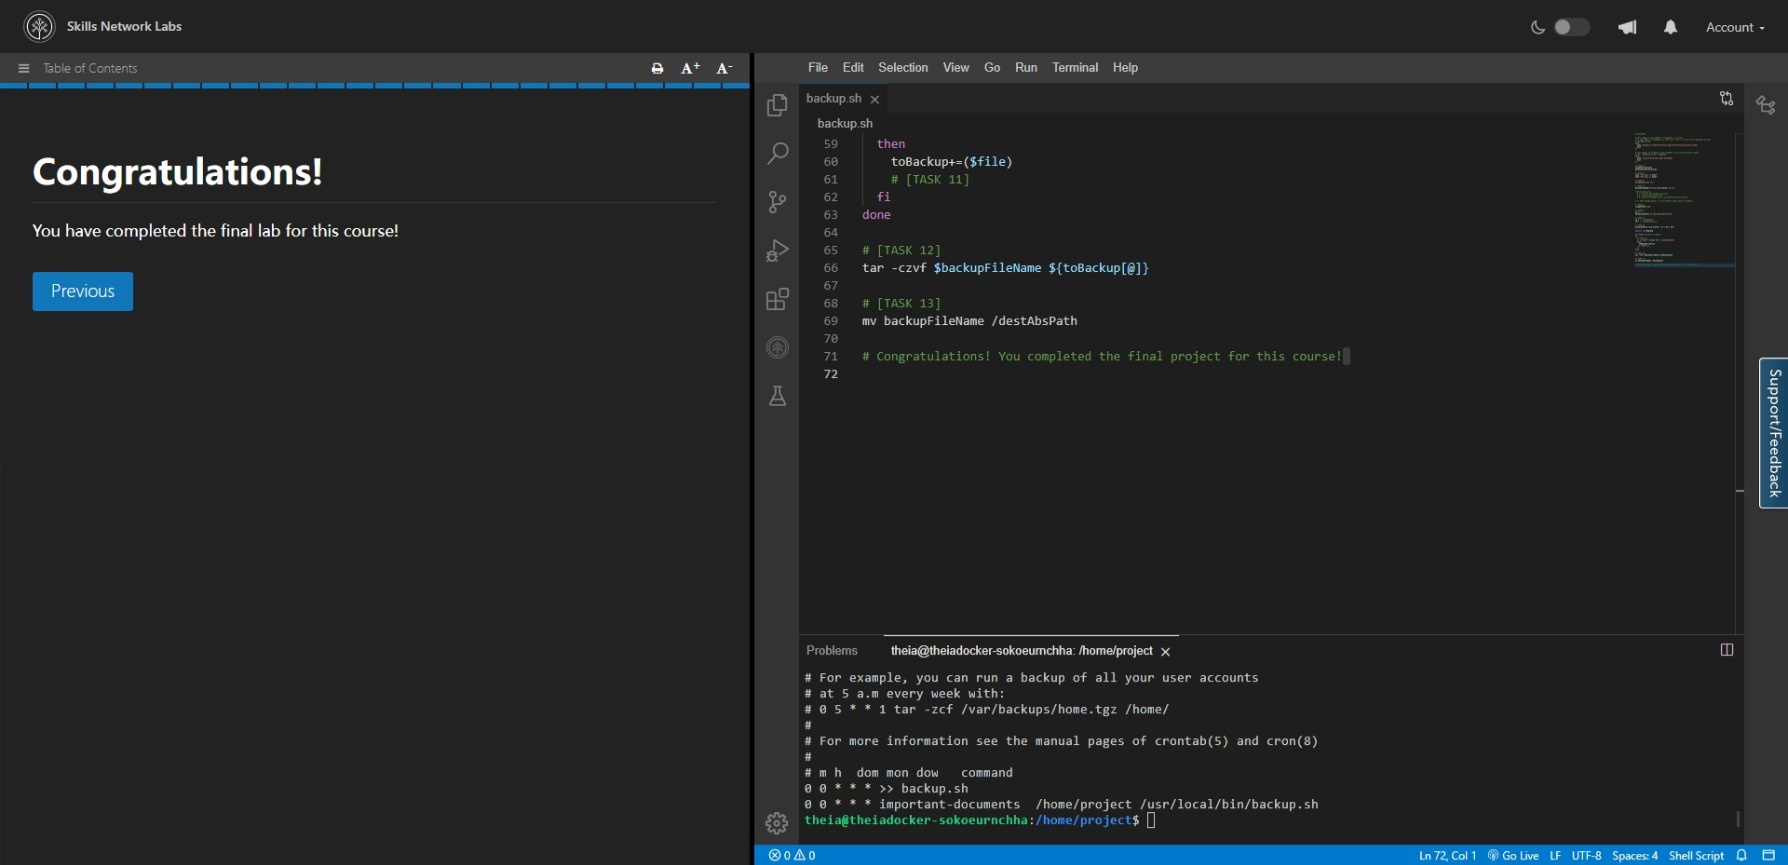 Skills Network Labs
Account
Table of Contents
A+ A-
Congratulations!
You have completed the final lab for this course!
Previous
File Edit Selection View Go Run Terminal Help
backup.sh
backup.sh
59 then
60 toBackup+=($file)
61 # [TASK 11]
62 fi
63 done
64
65 # [TASK 12]
66 tar -czvf $backupFileName ${toBackup[@]}
67
68 # [TASK 13]
69 mv backupFileName /destAbsPath
70
71 # Congratulations! You completed the final project for this course!
72
Support/Feedback
Problems theia@theiadocker-sokoeurnchha: /home/project
# For example, you can run a backup of all your user accounts
# at 5 a.m every week with:
# 0 5 * * 1 tar -zcf /var/backups/home.tgz /home/
#
# For more information see the manual pages of crontab(5) and cron(8)
#
# m h  dom mon dow   command
0 0 * * * >> backup.sh
0 0 * * * important-documents  /home/project /usr/local/bin/backup.sh
theia@theiadocker-sokoeurnchha:/home/project$
0 0 Ln 72, Col 1 Go Live LF UTF-8 Spaces: 4 Shell Script